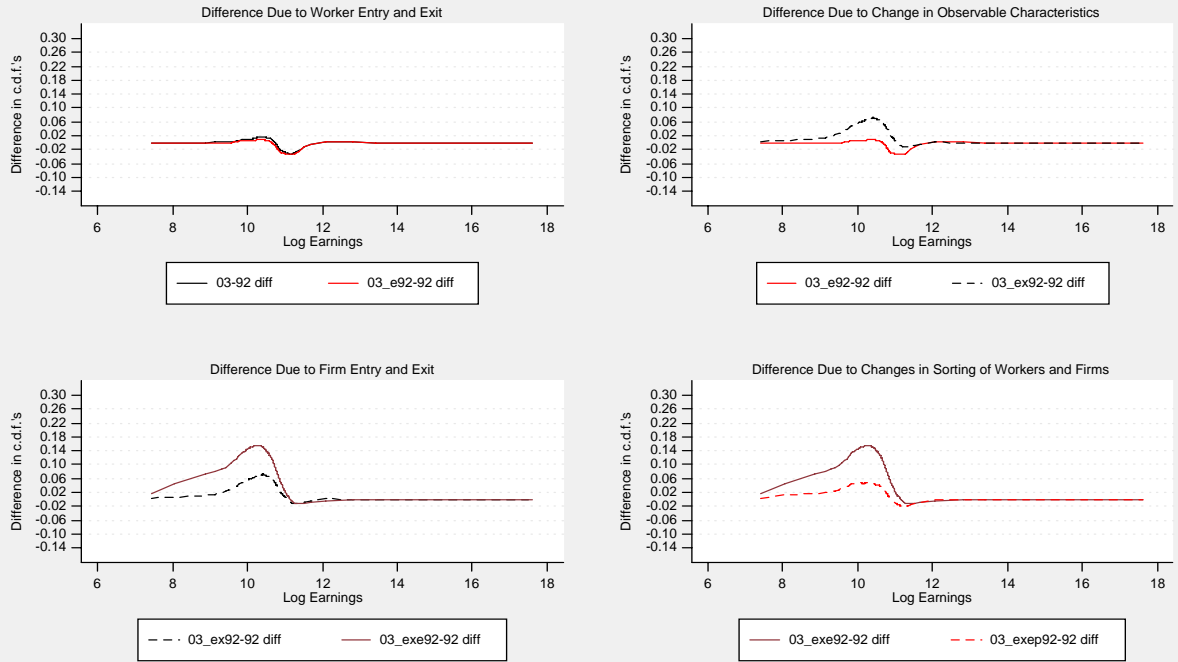 Difference Due to Worker Entry and Exit
Difference in c.d.f.'s
0.30
0.26
0.22
0.18
0.14
0.10
0.06
0.02
-0.02
-0.06
-0.10
-0.14
6 8 10 12 14 16 18
Log Earnings
03-92 diff 03_e92-92 diff
Difference Due to Change in Observable Characteristics
Difference in c.d.f.'s
0.30
0.26
0.22
0.18
0.14
0.10
0.06
0.02
-0.02
-0.06
-0.10
-0.14
6 8 10 12 14 16 18
Log Earnings
03_e92-92 diff 03_ex92-92 diff
Difference Due to Firm Entry and Exit
Difference in c.d.f.'s
0.30
0.26
0.22
0.18
0.14
0.10
0.06
0.02
-0.02
-0.06
-0.10
-0.14
6 8 10 12 14 16 18
Log Earnings
03_ex92-92 diff 03_exe92-92 diff
Difference Due to Changes in Sorting of Workers and Firms
Difference in c.d.f.'s
0.30
0.26
0.22
0.18
0.14
0.10
0.06
0.02
-0.02
-0.06
-0.10
-0.14
6 8 10 12 14 16 18
Log Earnings
03_exe92-92 diff 03_exep92-92 diff